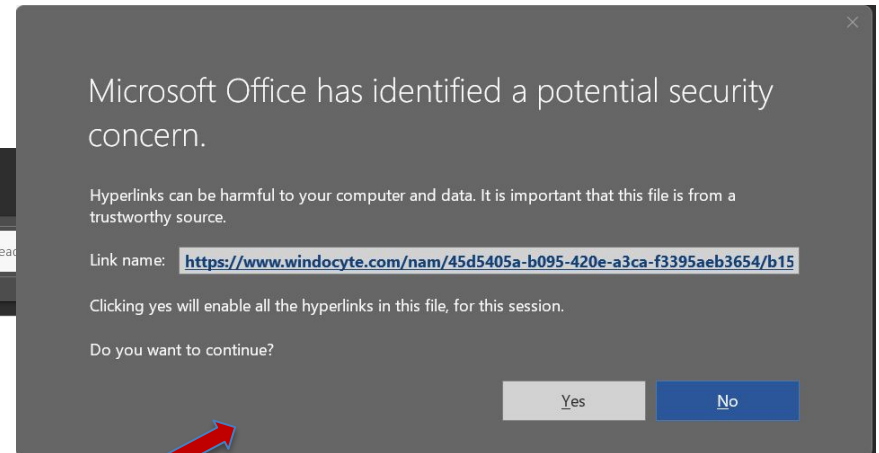 Microsoft Office has identified a potential security
concern.
Hyperlinks can be harmful to your computer and data. It is important that this file is from a
trustworthy source.
Link name: https://www.windocyte.com/nam/45d5405a-b095-420e-a3ca-f3395aeb3654/b15
Clicking yes will enable all the hyperlinks in this file, for this session.
Do you want to continue?
Yes No